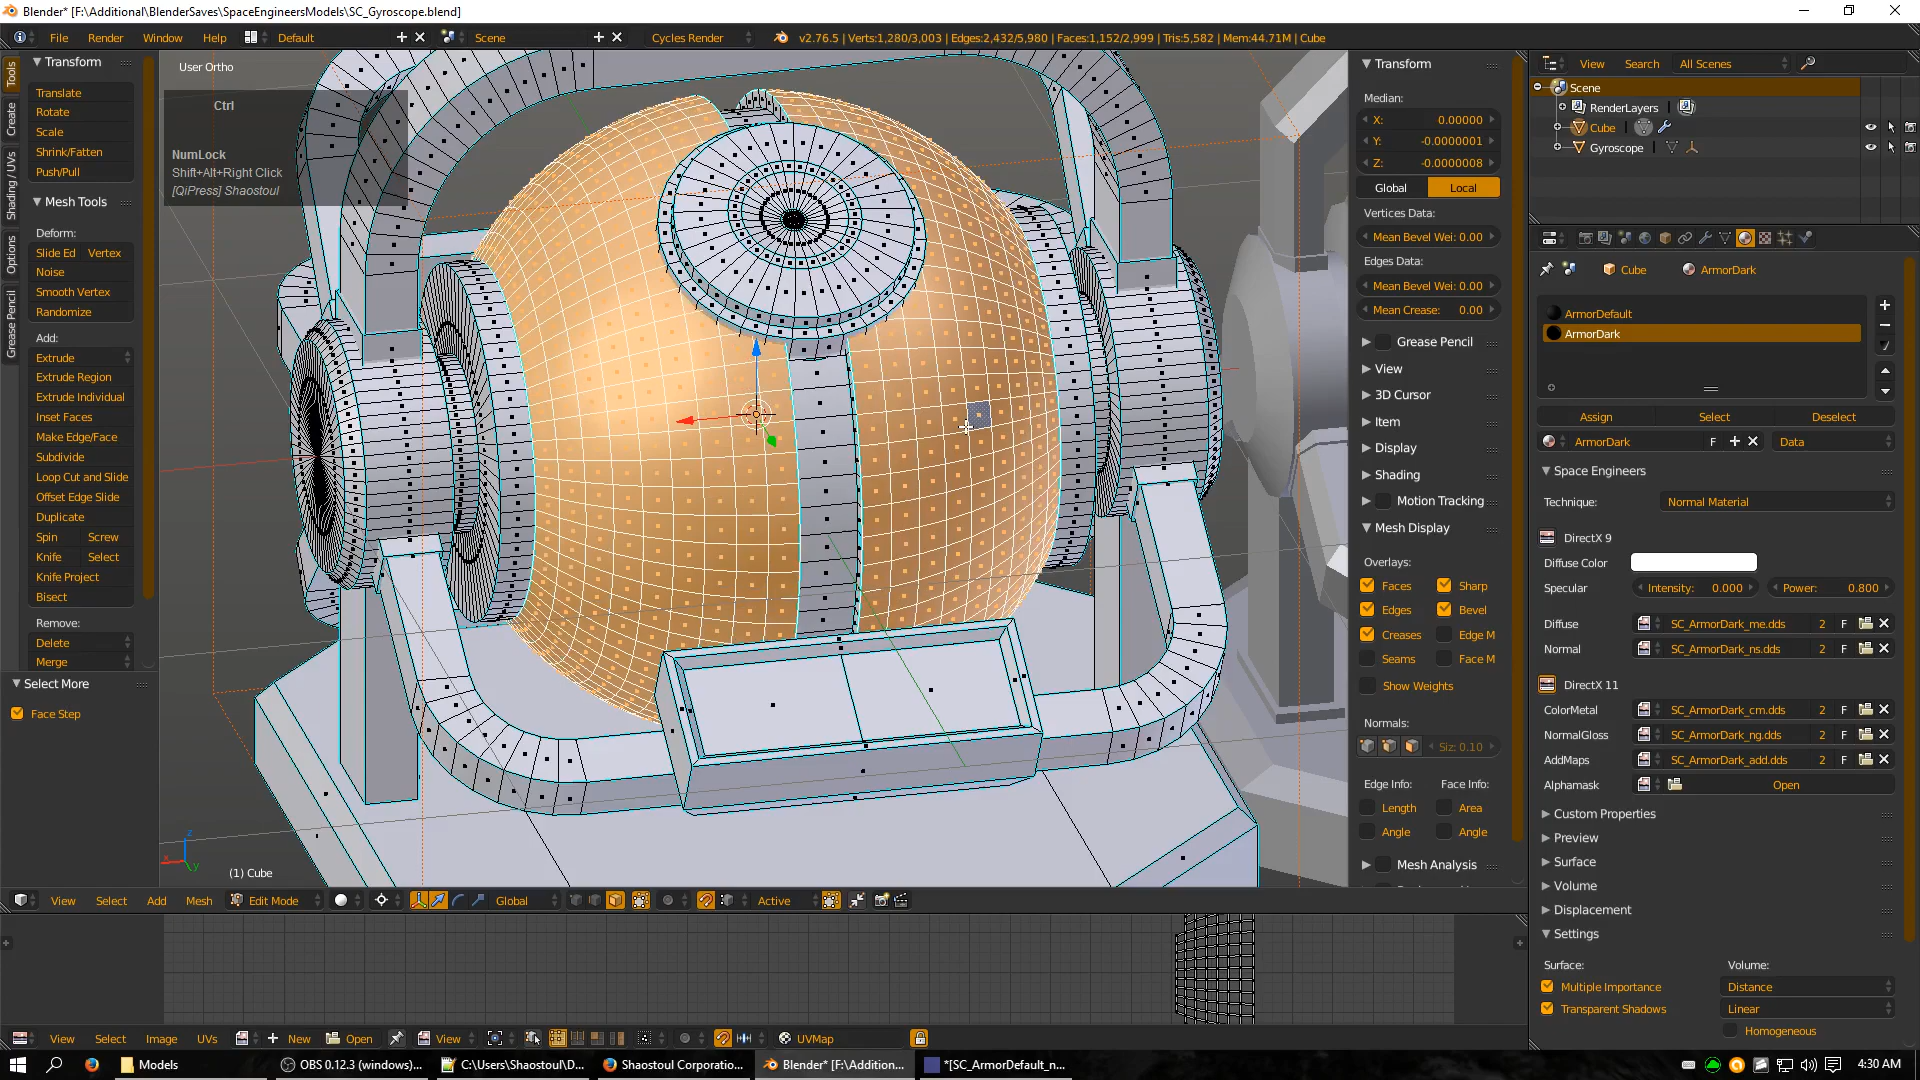 Blender* [F:\Additional\BlenderSaves\SpaceEngineersModels\SC_Gyroscope.blend]
File Render Window Help Default Scene Cycles Render v2.76.5 | Verts:1,280/3,003 | Edges:2,432/5,980 | Faces:1,152/2,999 | Tris:5,582 | Mem:44.71M | Cube
Tools
Create
Shading / UVs
Options
Grease Pencil
Transform
Translate
Rotate
Scale
Shrink/Fatten
Push/Pull
Mesh Tools
Deform:
Slide Ed Vertex
Noise
Smooth Vertex
Randomize
Add:
Extrude
Extrude Region
Extrude Individual
Inset Faces
Make Edge/Face
Subdivide
Loop Cut and Slide
Offset Edge Slide
Duplicate
Spin Screw
Knife Select
Knife Project
Bisect
Remove:
Delete
Merge
Select More
Face Step
User Ortho
Ctrl
NumLock
Shift+Alt+Right Click
[QiPress] Shaostoul
(1) Cube
Transform
Median:
X: 0.00000
Y: -0.0000001
Z: -0.0000008
Global Local
Vertices Data:
Mean Bevel Wei: 0.00
Edges Data:
Mean Bevel Wei: 0.00
Mean Crease: 0.00
Grease Pencil
View
3D Cursor
Item
Display
Shading
Motion Tracking
Mesh Display
Overlays:
Faces Sharp
Edges Bevel
Creases Edge M
Seams Face M
Show Weights
Normals:
Siz: 0.10
Edge Info: Face Info:
Length Area
Angle Angle
Mesh Analysis
View Search All Scenes
Scene
RenderLayers
Cube
Gyroscope
Cube ArmorDark
ArmorDefault
ArmorDark
Assign Select Deselect
ArmorDark F Data
Space Engineers
Technique: Normal Material
DirectX 9
Diffuse Color
Specular Intensity: 0.000 Power: 0.800
Diffuse SC_ArmorDark_me.dds 2 F
Normal SC_ArmorDark_ns.dds 2 F
DirectX 11
ColorMetal SC_ArmorDark_cm.dds 2 F
NormalGloss SC_ArmorDark_ng.dds 2 F
AddMaps SC_ArmorDark_add.dds 2 F
Alphamask Open
Custom Properties
Preview
Surface
Volume
Displacement
Settings
Surface: Volume:
Multiple Importance Distance
Transparent Shadows Linear
Homogeneous
View Select Add Mesh Edit Mode Global Active
View Select Image UVs New Open View UVMap
Models OBS 0.12.3 (windows)... C:\Users\Shaostoul\D... Shaostoul Corporatio... Blender* [F:\Addition... *[SC_ArmorDefault_n... 4:30 AM